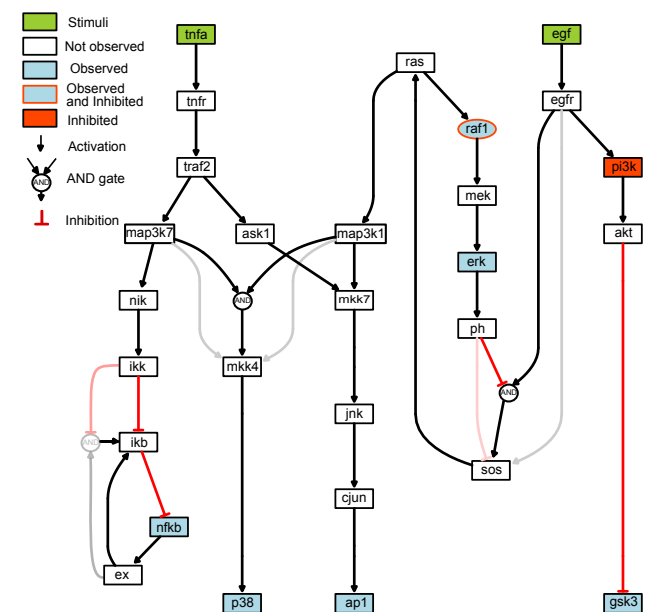 Stimuli
Not observed
Observed
Observed
and Inhibited
Inhibited
Activation
AND
AND gate
Inhibition
tnfa
egf
ras
tnfr
egfr
raf1
traf2
pi3k
mek
map3k7
ask1
map3k1
akt
erk
nik
AND
mkk7
ph
ikk
mkk4
AND
jnk
AND
ikb
sos
cjun
nfkb
ex
p38
ap1
gsk3